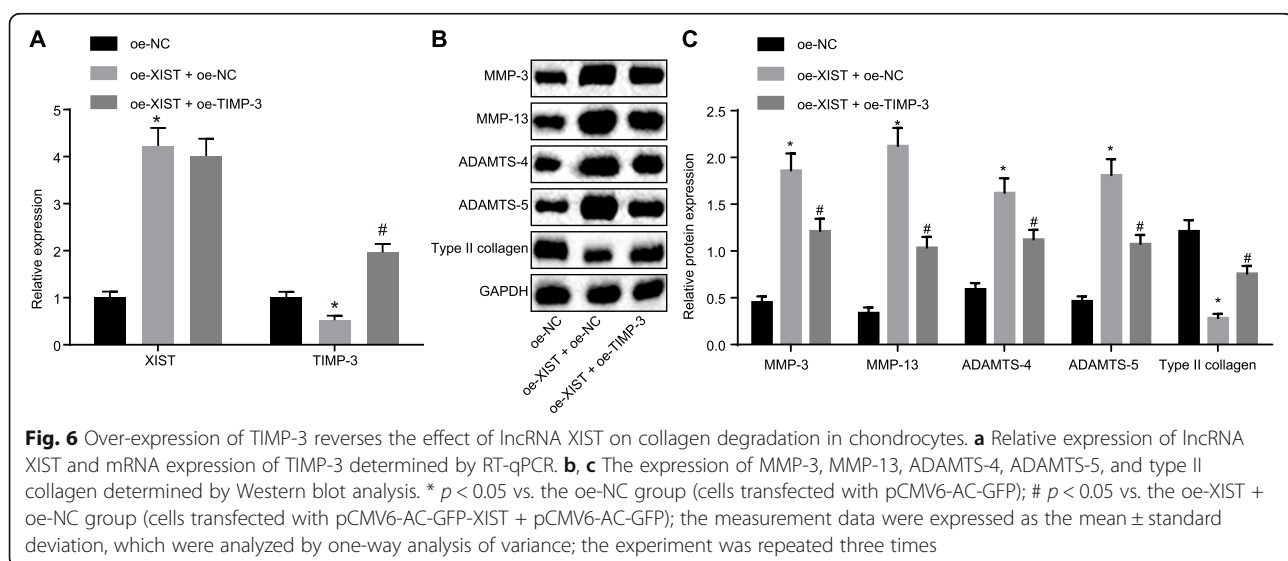 A
oe-NC
oe-XIST + oe-NC
oe-XIST + oe-TIMP-3
Relative expression
5
4
3
2
1
0
*
*
#
XIST
TIMP-3
B
MMP-3
MMP-13
ADAMTS-4
ADAMTS-5
Type II collagen
GAPDH
oe-NC
oe-XIST + oe-NC
oe-XIST + oe-TIMP-3
C
oe-NC
oe-XIST + oe-NC
oe-XIST + oe-TIMP-3
Relative protein expression
2.5
2.0
1.5
1.0
0.5
0.0
*
#
*
#
*
#
*
#
*
#
MMP-3
MMP-13
ADAMTS-4
ADAMTS-5
Type II collagen
Fig. 6 Over-expression of TIMP-3 reverses the effect of lncRNA XIST on collagen degradation in chondrocytes. a Relative expression of lncRNA
XIST and mRNA expression of TIMP-3 determined by RT-qPCR. b, c The expression of MMP-3, MMP-13, ADAMTS-4, ADAMTS-5, and type II
collagen determined by Western blot analysis. * p < 0.05 vs. the oe-NC group (cells transfected with pCMV6-AC-GFP); # p < 0.05 vs. the oe-XIST +
oe-NC group (cells transfected with pCMV6-AC-GFP-XIST + pCMV6-AC-GFP); the measurement data were expressed as the mean ± standard
deviation, which were analyzed by one-way analysis of variance; the experiment was repeated three times